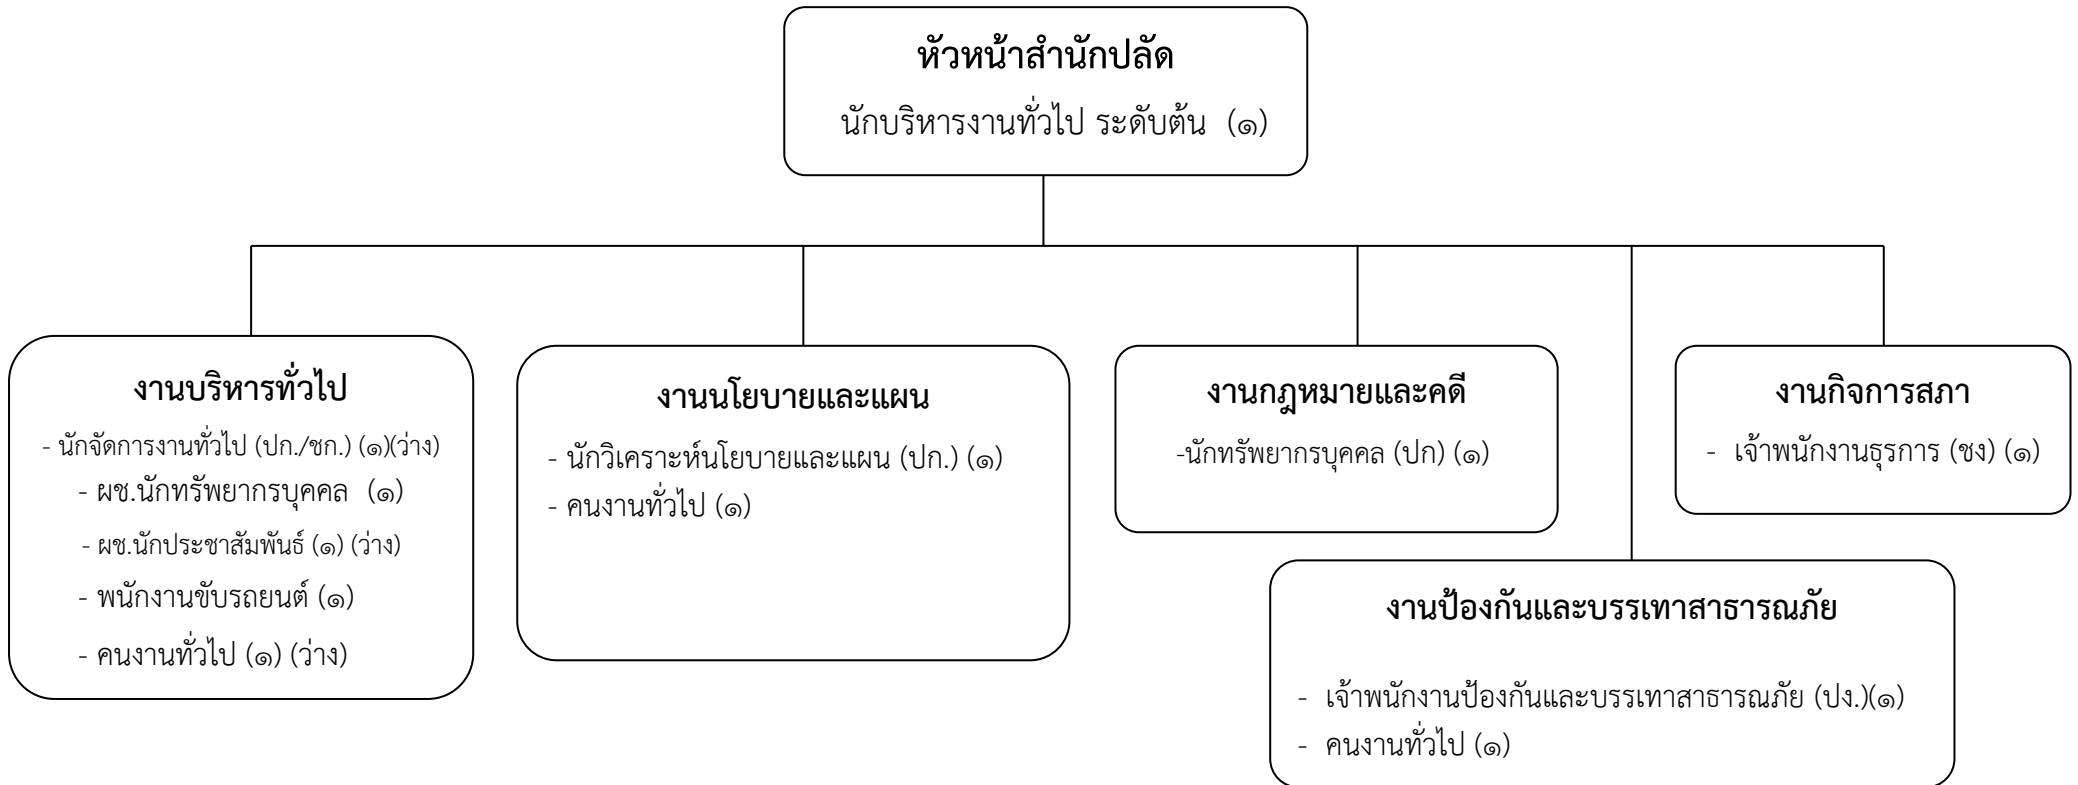 หัวหน้าสำนักปลัด
นักบริหารงานทั่วไป ระดับต้น (๑)
งานบริหารทั่วไป
- นักจัดการงานทั่วไป (ปก./ชก.) (๑)(ว่าง)
- ผช.นักทรัพยากรบุคคล (๑)
- ผช.นักประชาสัมพันธ์ (๑) (ว่าง)
- พนักงานขับรถยนต์ (๑)
- คนงานทั่วไป (๑) (ว่าง)
งานนโยบายและแผน
- นักวิเคราะห์นโยบายและแผน (ปก.) (๑)
- คนงานทั่วไป (๑)
งานกฎหมายและคดี
-นักทรัพยากรบุคคล (ปก) (๑)
งานกิจการสภา
- เจ้าพนักงานธุรการ (ชง) (๑)
งานป้องกันและบรรเทาสาธารณภัย
- เจ้าพนักงานป้องกันและบรรเทาสาธารณภัย (ปง.)(๑)
- คนงานทั่วไป (๑)